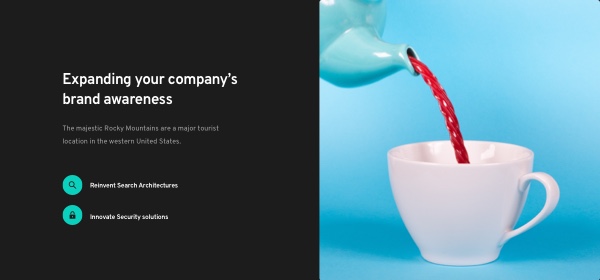 Expanding your company's
brand awareness
The majestic Rocky Mountains are a major tourist
location in the western United States.
Reinvent Search Architectures
Innovate Security solutions